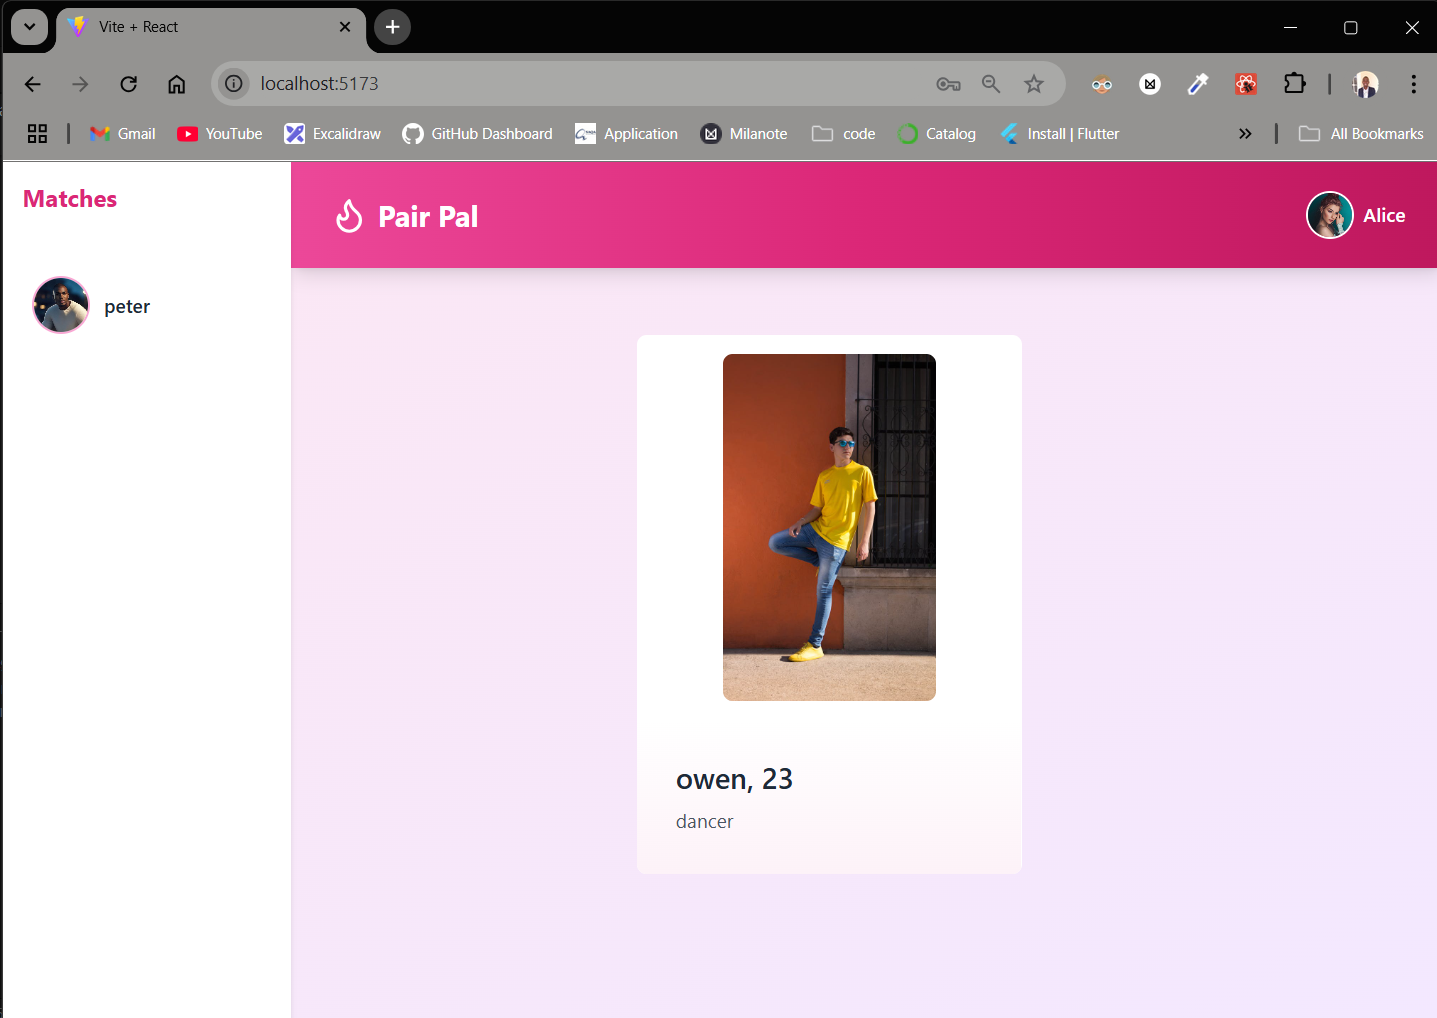 Vite + React
localhost:5173
Gmail YouTube Excalidraw GitHub Dashboard Application Milanote code Catalog Install | Flutter All Bookmarks
Matches
Pair Pal
Alice
peter
owen, 23
dancer